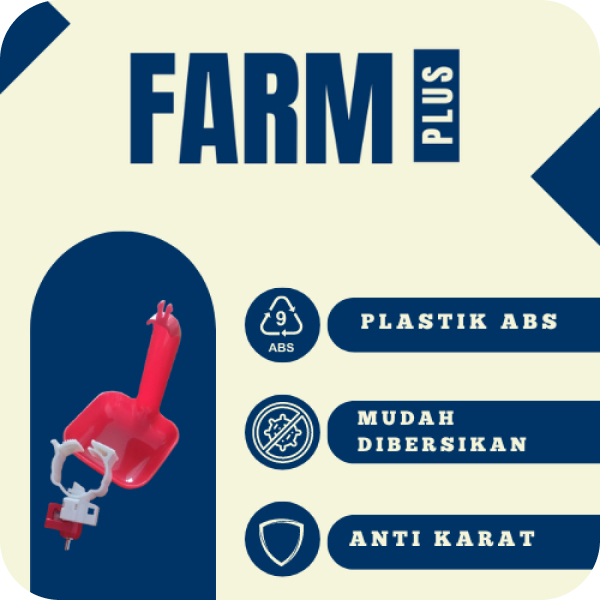 FARM
PLUS
9
ABS
PLASTIK ABS
MUDAH
DIBERSIKAN
ANTI KARAT